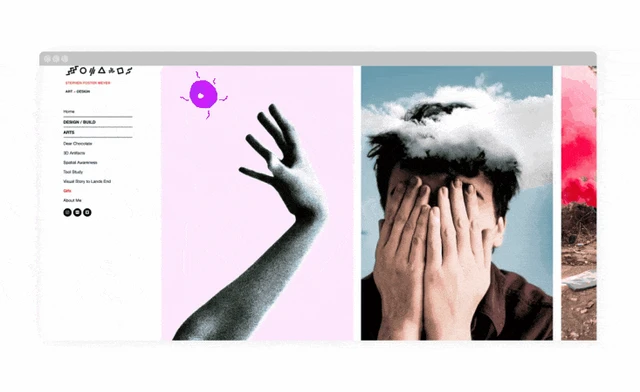 STEPHEN FOSTER MEYER
ART – DESIGN
Home
DESIGN / BUILD
ARTS
Dear Chocolate
3D Artifacts
Spatial Awareness
Tool Study
Visual Story to Lands End
Gifs
About Me